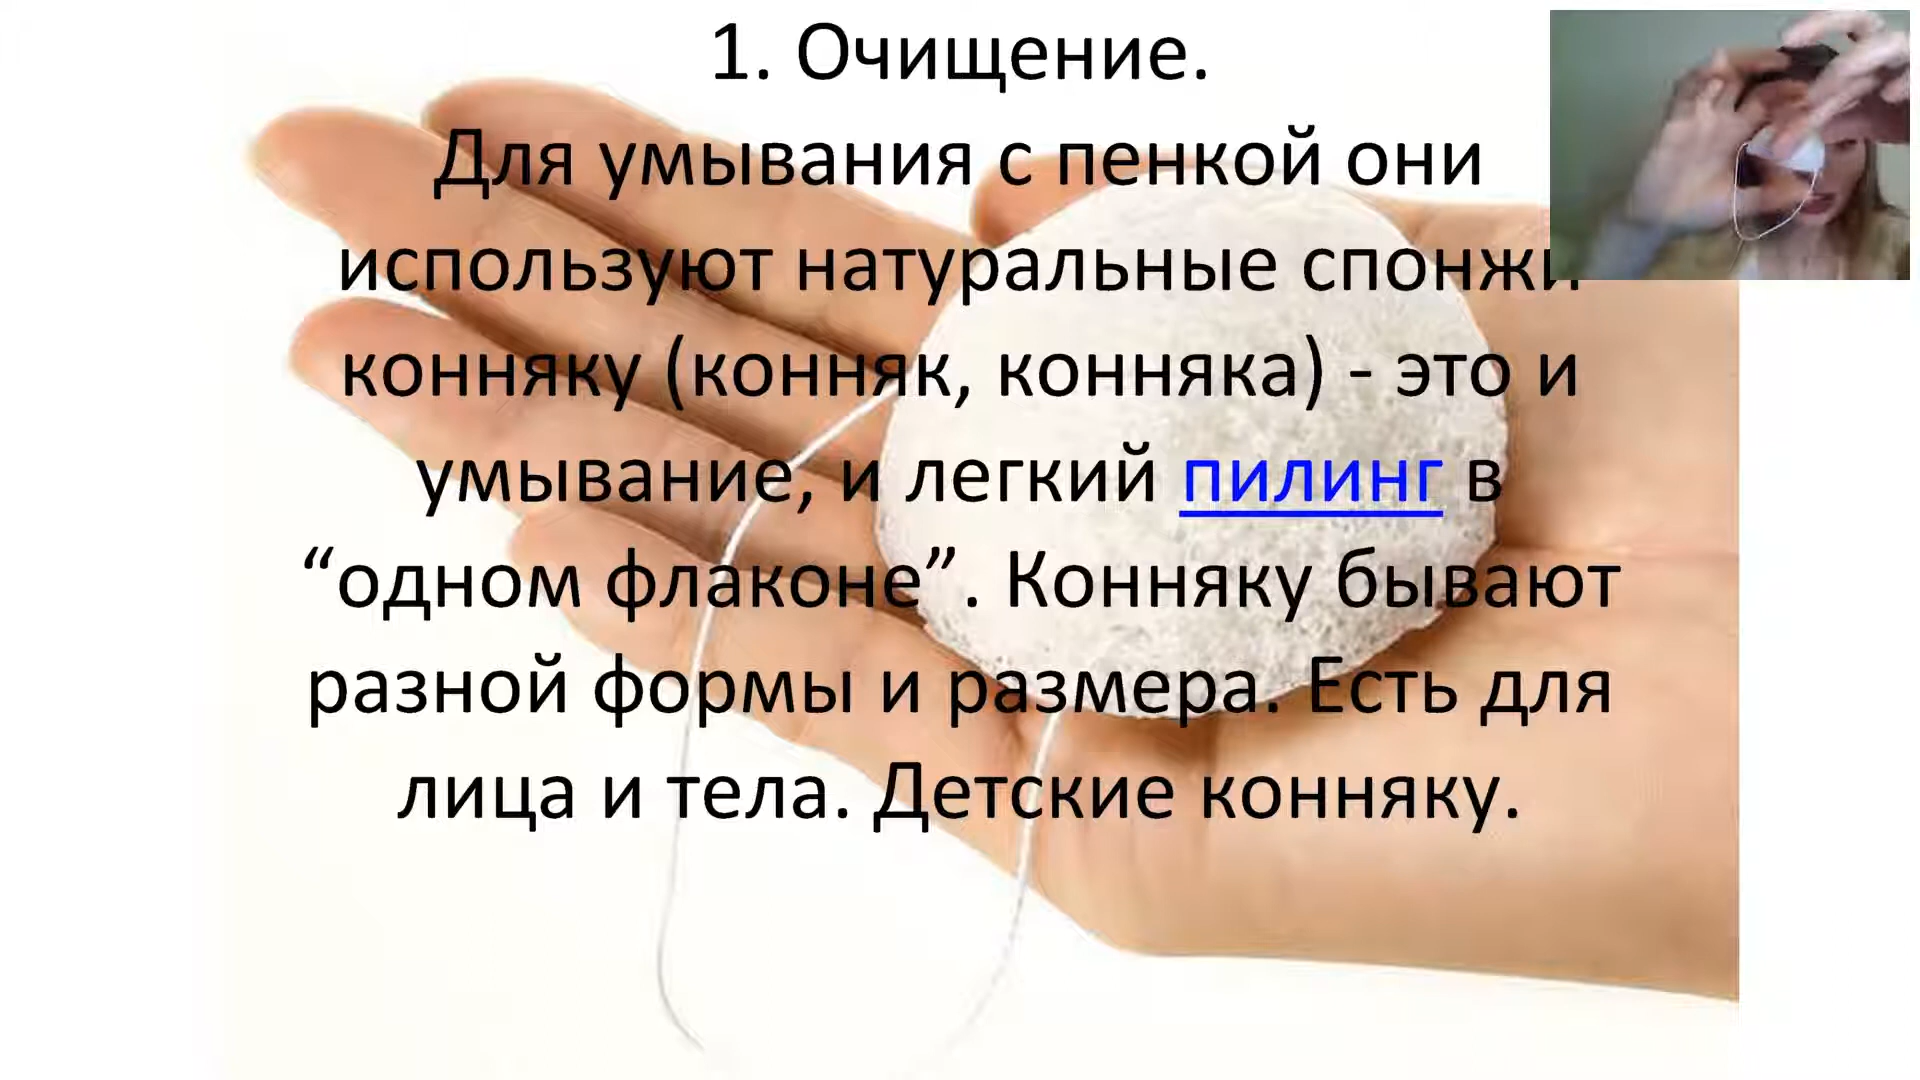 1. Очищение.
Для умывания с пенкой они
используют натуральные спонжи
конняку (конняк, конняка) - это и
умывание, и легкий пилинг в
“одном флаконе”. Конняку бывают
разной формы и размера. Есть для
лица и тела. Детские конняку.